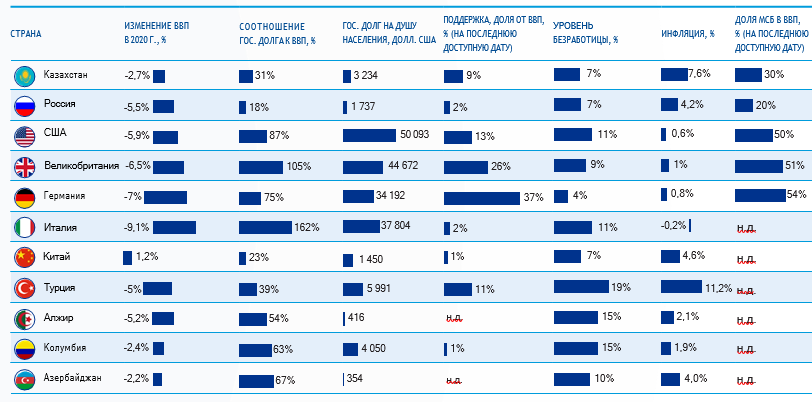 СТРАНА
ИЗМЕНЕНИЕ ВВП
В 2020 Г., %
СООТНОШЕНИЕ
ГОС. ДОЛГА К ВВП, %
ГОС. ДОЛГ НА ДУШУ
НАСЕЛЕНИЯ, ДОЛЛ. США
ПОДДЕРЖКА, ДОЛЯ ОТ ВВП,
% (НА ПОСЛЕДНЮЮ
ДОСТУПНУЮ ДАТУ)
УРОВЕНЬ
БЕЗРАБОТИЦЫ, %
ИНФЛЯЦИЯ, %
ДОЛЯ МСБ В ВВП,
% (НА ПОСЛЕДНЮЮ
ДОСТУПНУЮ ДАТУ)
Казахстан -2,7% 31% 3 234 9% 7% 7,6% 30%
Россия -5,5% 18% 1 737 2% 7% 4,2% 20%
США -5,9% 87% 50 093 13% 11% 0,6% 50%
Великобритания -6,5% 105% 44 672 26% 9% 1% 51%
Германия -7% 75% 34 192 37% 4% 0,8% 54%
Италия -9,1% 162% 37 804 2% 11% -0,2% н.д.
Китай 1,2% 23% 1 450 1% 7% 4,6% н.д.
Турция -5% 39% 5 991 11% 19% 11,2% н.д.
Алжир -5,2% 54% 416 н.д. 15% 2,1% н.д.
Колумбия -2,4% 63% 4 050 1% 15% 1,9% н.д.
Азербайджан -2,2% 67% 354 н.д. 10% 4,0% н.д.